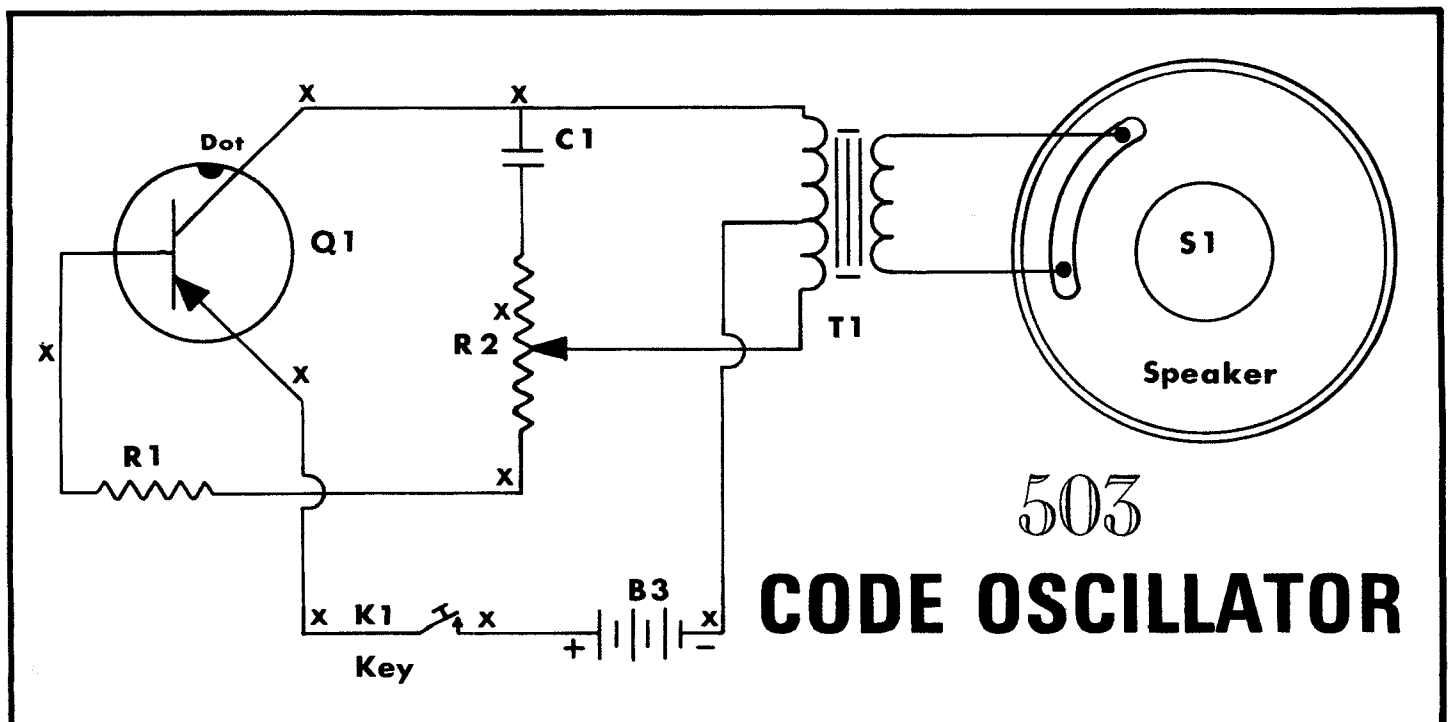 x x
C1
Dot
Q1
S1
x
R2
T1
x
x
Speaker
R1
x
503
CODE OSCILLATOR
B3
x K1 x x
+ −
Key